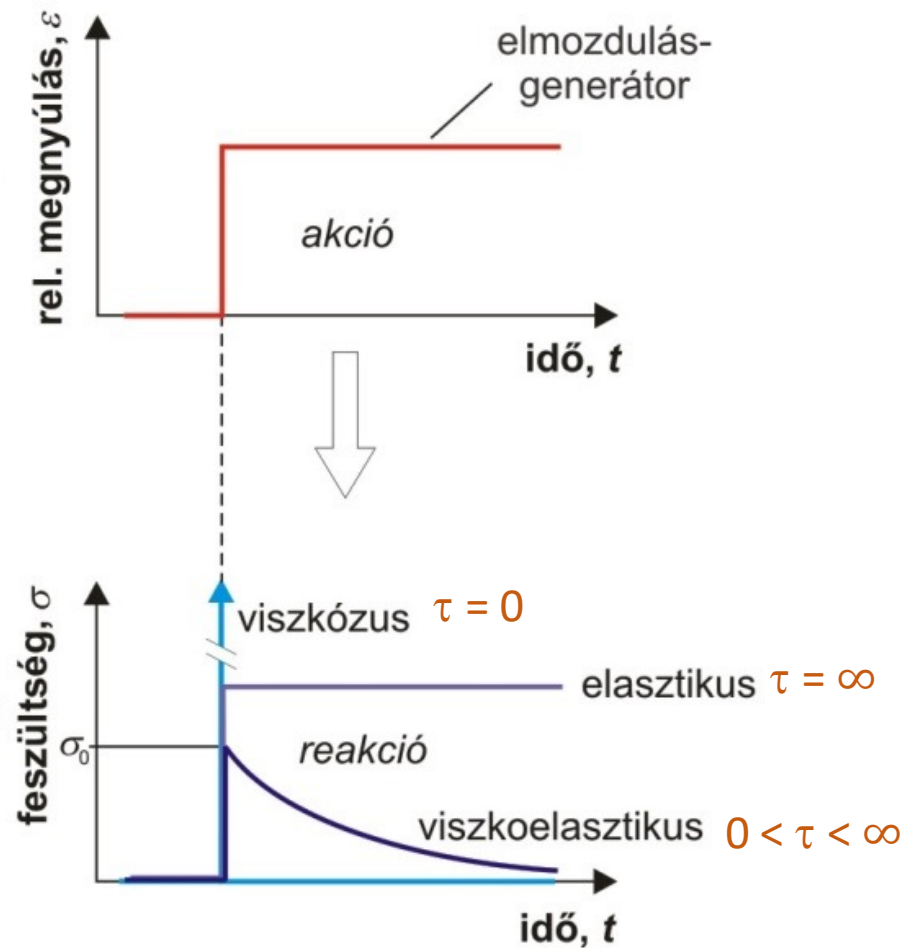 rel. megnyúlás, ε
elmozdulás-
generátor
akció
idő, t
feszültség, σ
viszkózus τ = 0
elasztikus τ = ∞
σ₀
reakció
viszkoelasztikus 0 < τ < ∞
idő, t